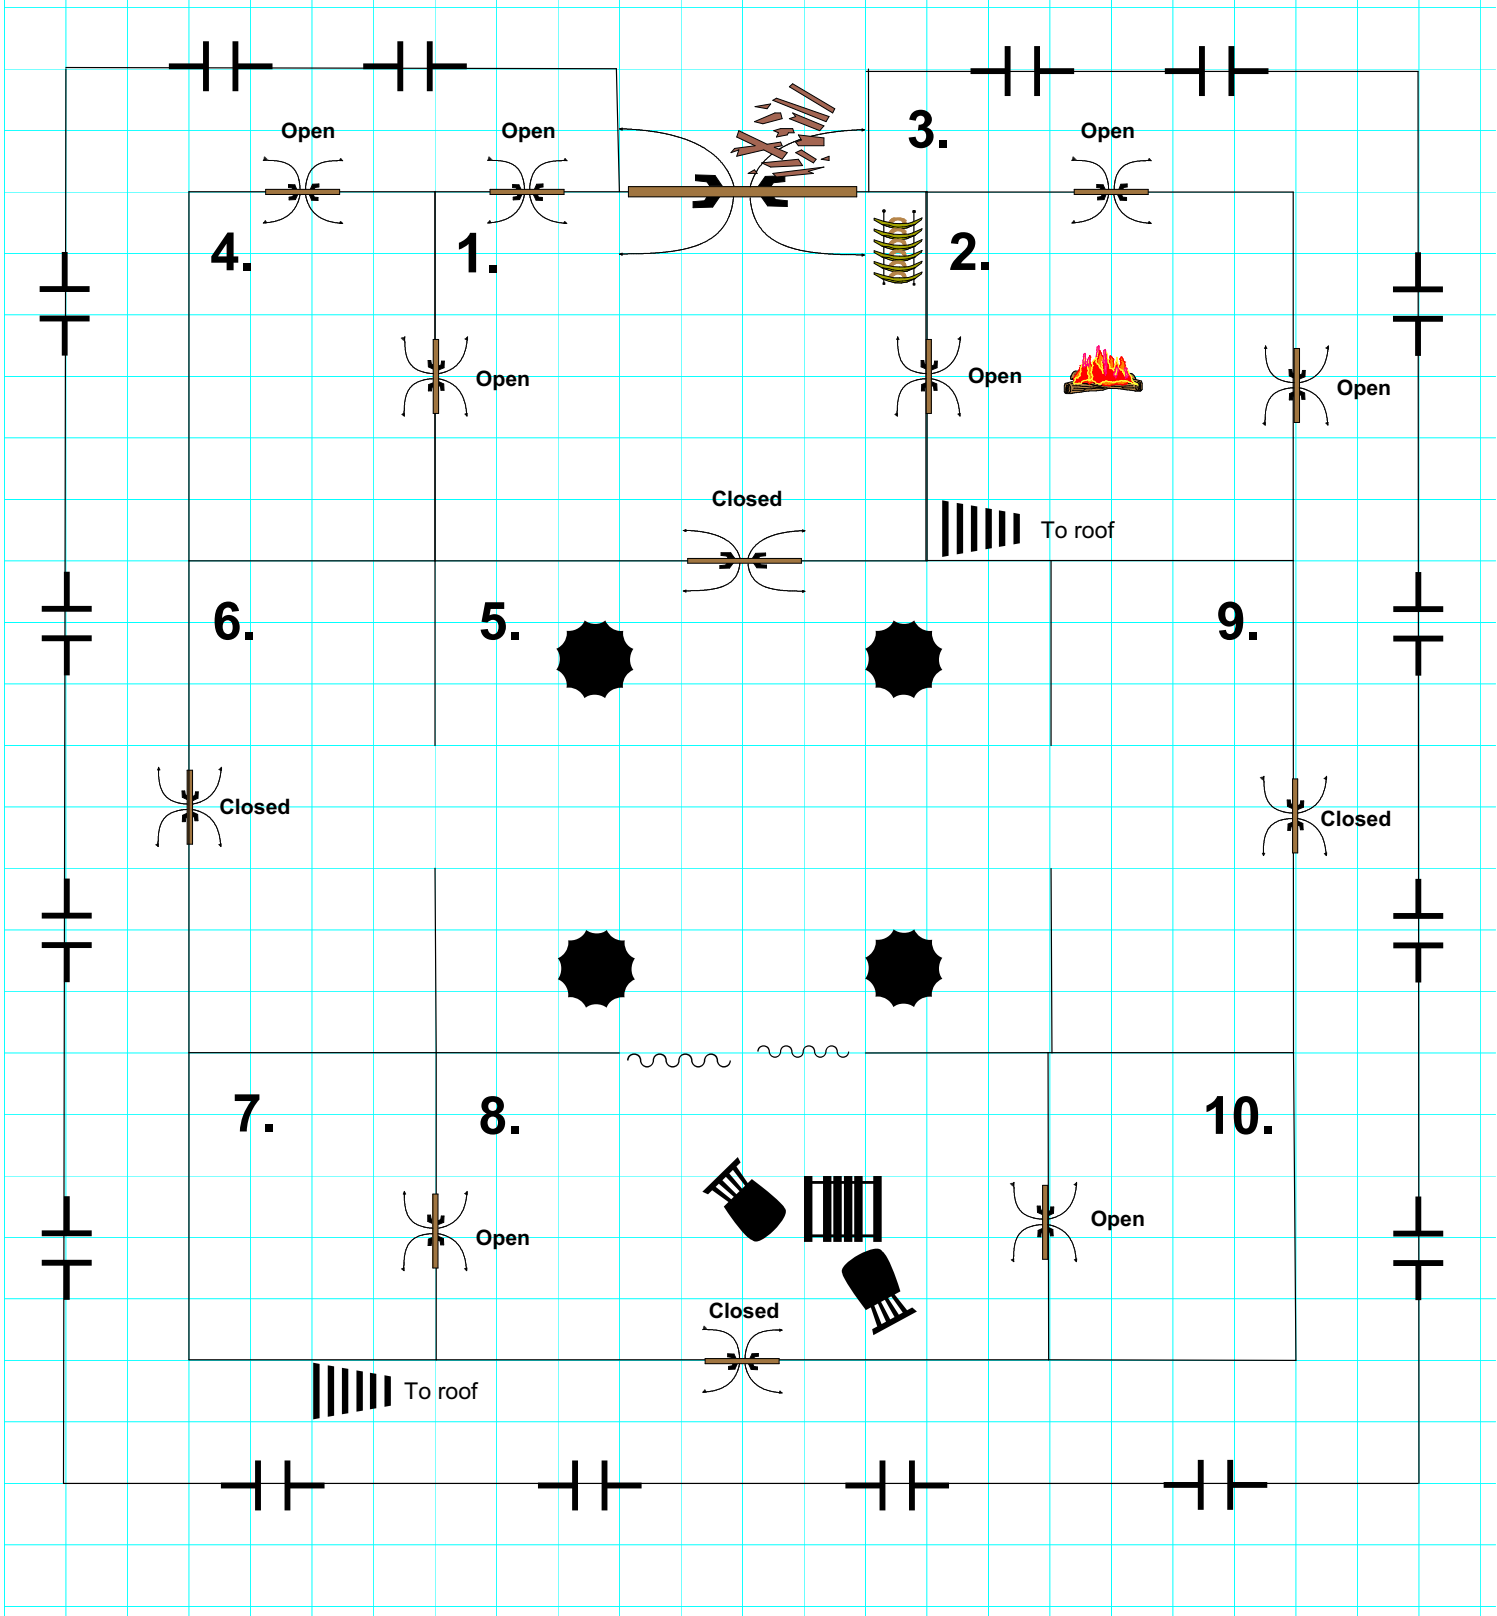 Open
Open
3.
Open
4.
1.
2.
Open
Open
Open
Closed
To roof
6.
5.
9.
Closed
Closed
7.
8.
10.
Open
Open
Closed
To roof